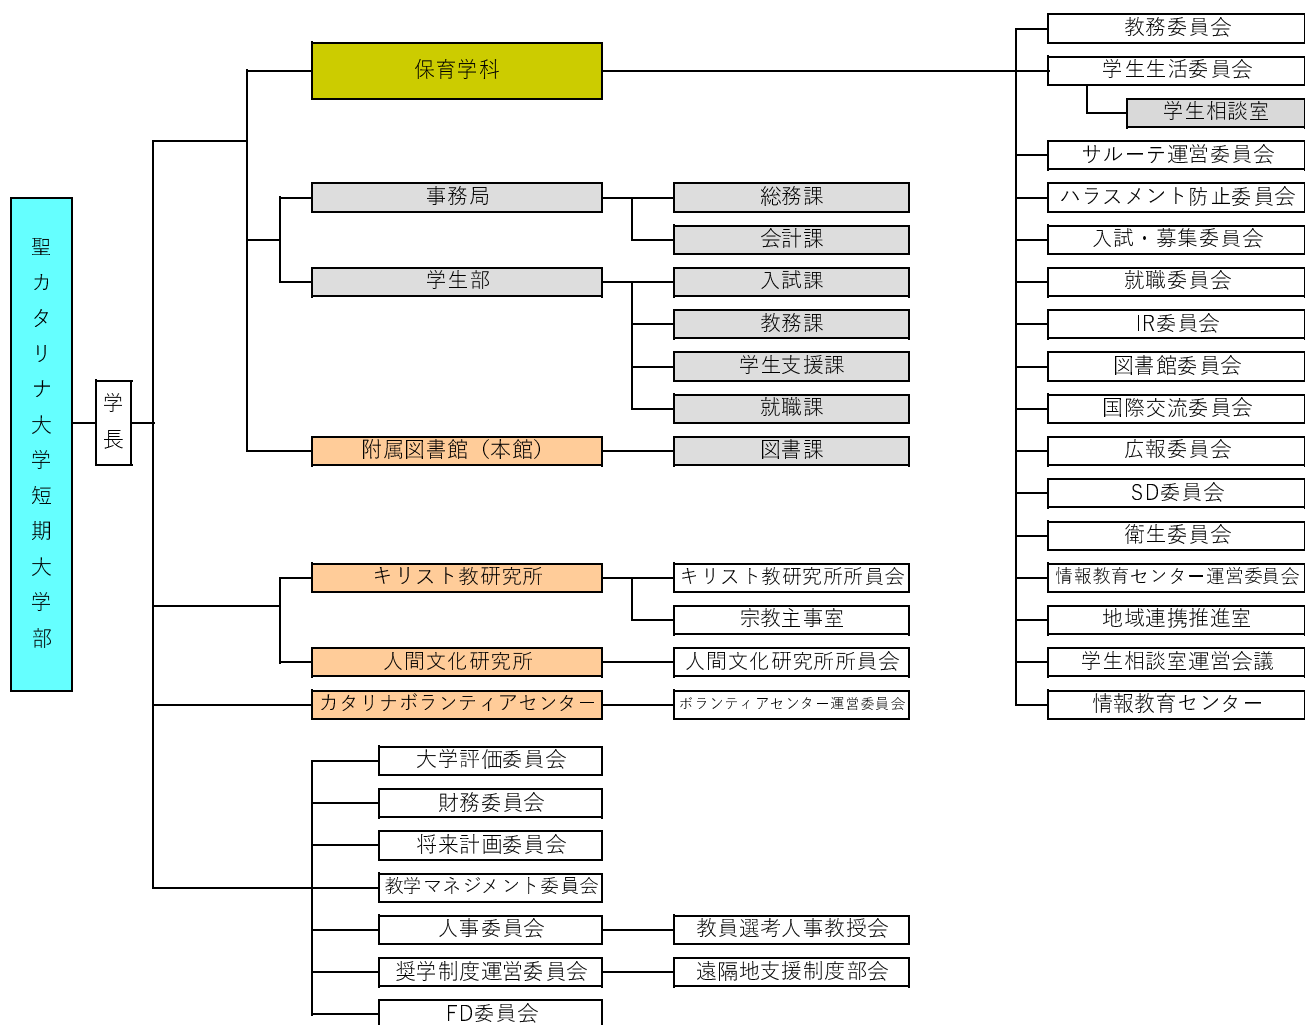 聖カタリナ大学短期大学部
学長
保育学科
事務局
総務課
会計課
学生部
入試課
教務課
学生支援課
就職課
附属図書館（本館）
図書課
キリスト教研究所
キリスト教研究所所員会
宗教主事室
人間文化研究所
人間文化研究所所員会
カタリナボランティアセンター
ボランティアセンター運営委員会
大学評価委員会
財務委員会
将来計画委員会
教学マネジメント委員会
人事委員会
教員選考人事教授会
奨学制度運営委員会
遠隔地支援制度部会
FD委員会
教務委員会
学生生活委員会
学生相談室
サルーテ運営委員会
ハラスメント防止委員会
入試・募集委員会
就職委員会
IR委員会
図書館委員会
国際交流委員会
広報委員会
SD委員会
衛生委員会
情報教育センター運営委員会
地域連携推進室
学生相談室運営会議
情報教育センター